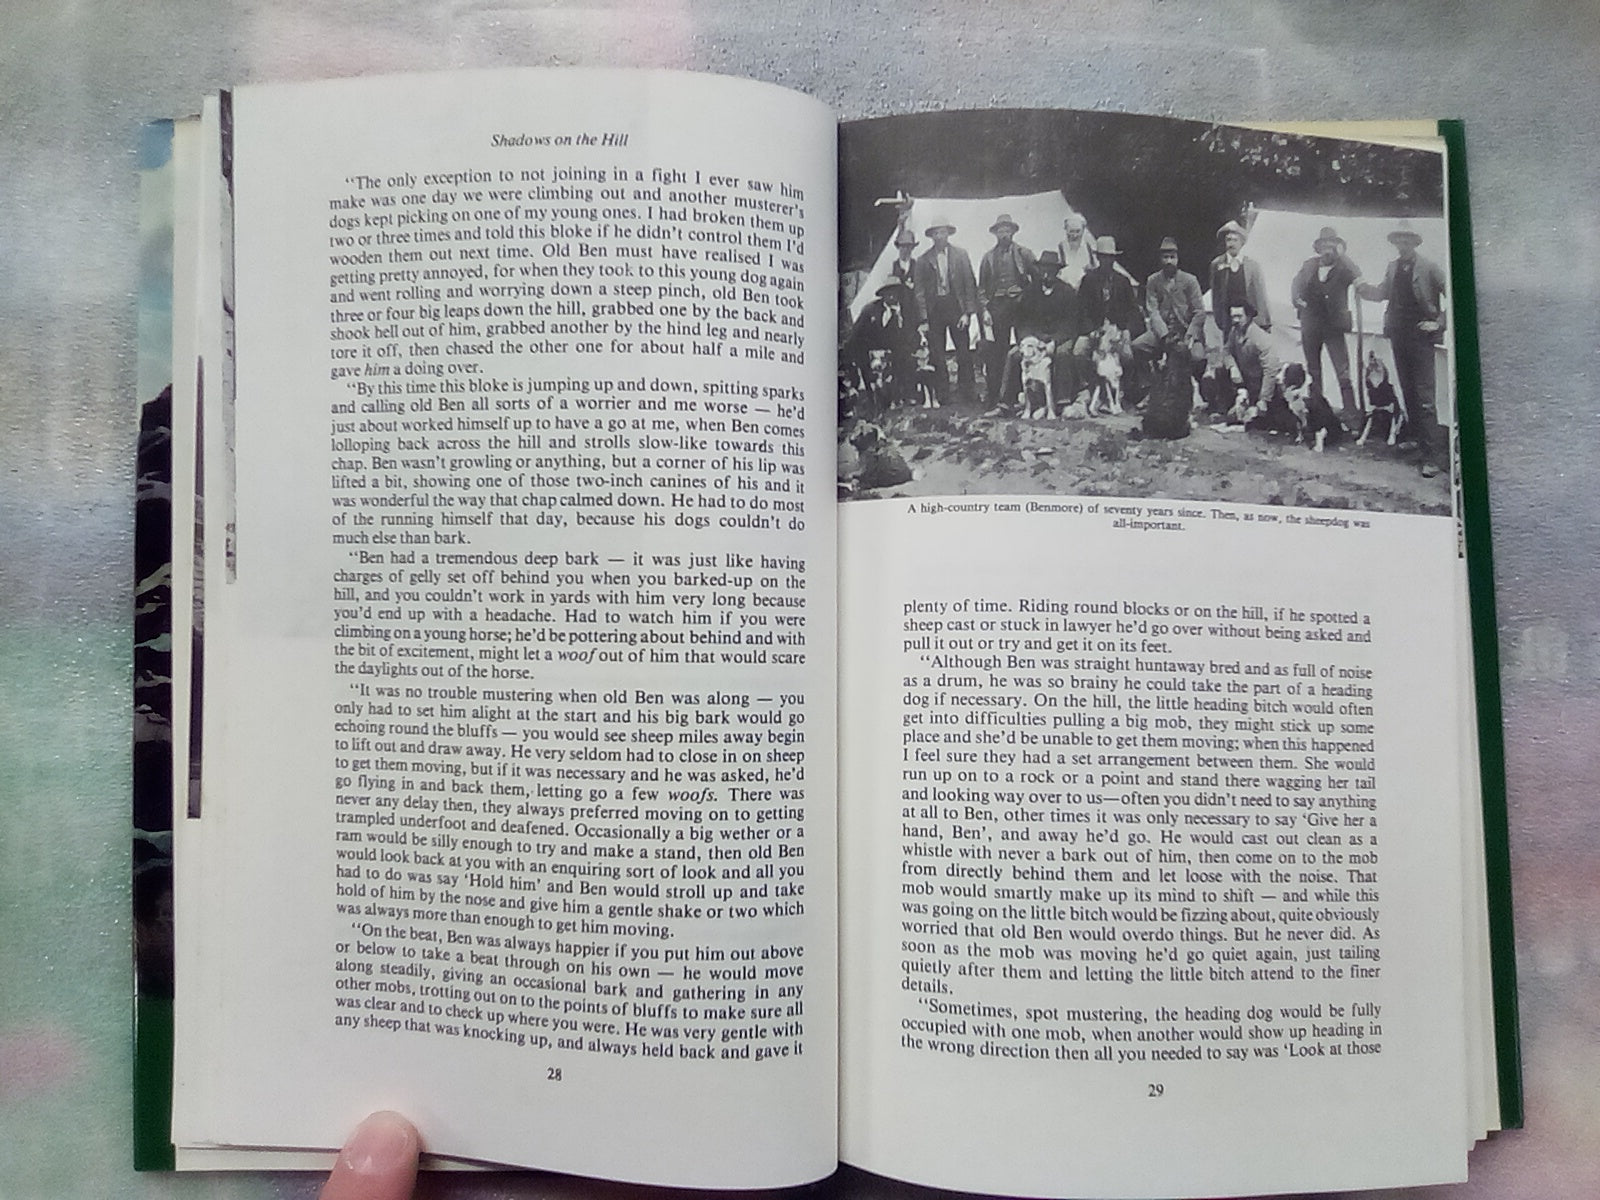 Shadows on the Hill
“The only exception to not joining in a fight I ever saw him
make was one day we were climbing out and another musterer’s
dogs kept picking on one of my young ones. I had broken them up
two or three times and told this bloke if he didn’t control them I’d
wooden them out next time. Old Ben must have realised I was
getting pretty annoyed, for when they took to this young dog again
and went rolling and worrying down a steep pinch, old Ben took
three or four big leaps down the hill, grabbed one by the back and
shook hell out of him, grabbed another by the hind leg and nearly
tore it off, then chased the other one for about half a mile and
gave him a doing over.
“By this time this bloke is jumping up and down, spitting sparks
and calling old Ben all sorts of a worrier and me worse — he’d
just about worked himself up to have a go at me, when Ben comes
lolloping back across the hill and strolls slow-like towards this
chap. Ben wasn’t growling or anything, but a corner of his lip was
lifted a bit, showing one of those two-inch canines of his and it
was wonderful the way that chap calmed down. He had to do most
of the running himself that day, because his dogs couldn’t do
much else than bark.
“Ben had a tremendous deep bark — it was just like having
charges of gelly set off behind you when you barked-up on the
hill, and you couldn’t work in yards with him very long because
you’d end up with a headache. Had to watch him if you were
climbing on a young horse; he’d be pottering about behind and with
the bit of excitement, might let a woof out of him that would scare
the daylights out of the horse.
“It was no trouble mustering when old Ben was along — you
only had to set him alight at the start and his big bark would go
echoing round the bluffs — you would see sheep miles away begin
to lift out and draw away. He very seldom had to close in on sheep
to get them moving, but if it was necessary and he was asked, he’d
go flying in and back them, letting go a few woofs. There was
never any delay then, they always preferred moving on to getting
trampled underfoot and deafened. Occasionally a big wether or a
ram would be silly enough to try and make a stand, then old Ben
would look back at you with an enquiring sort of look and all you
had to do was say ‘Hold him’ and Ben would stroll up and take
hold of him by the nose and give him a gentle shake or two which
was always more than enough to get him moving.
“On the beat, Ben was always happier if you put him out above
or below to take a beat through on his own — he would move
along steadily, giving an occasional bark and gathering in any
other mobs, trotting out on to the points of bluffs to make sure all
was clear and to check up where you were. He was very gentle with
any sheep that was knocking up, and always held back and gave it
28
A high-country team (Benmore) of seventy years since. Then, as now, the sheepdog was
all-important.
plenty of time. Riding round blocks or on the hill, if he spotted a
sheep cast or stuck in lawyer he’d go over without being asked and
pull it out or try and get it on its feet.
“Although Ben was straight huntaway bred and as full of noise
as a drum, he was so brainy he could take the part of a heading
dog if necessary. On the hill, the little heading bitch would often
get into difficulties pulling a big mob, they might stick up some
place and she’d be unable to get them moving; when this happened
I feel sure they had a set arrangement between them. She would
run up on to a rock or a point and stand there wagging her tail
and looking way over to us—often you didn’t need to say anything
at all to Ben, other times it was only necessary to say ‘Give her a
hand, Ben’, and away he’d go. He would cast out clean as a
whistle with never a bark out of him, then come on to the mob
from directly behind them and let loose with the noise. That
mob would smartly make up its mind to shift — and while this
was going on the little bitch would be fizzing about, quite obviously
worried that old Ben would overdo things. But he never did. As
soon as the mob was moving he’d go quiet again, just tailing
quietly after them and letting the little bitch attend to the finer
details.
“Sometimes, spot mustering, the heading dog would be fully
occupied with one mob, when another would show up heading in
the wrong direction then all you needed to say was ‘Look at those
29